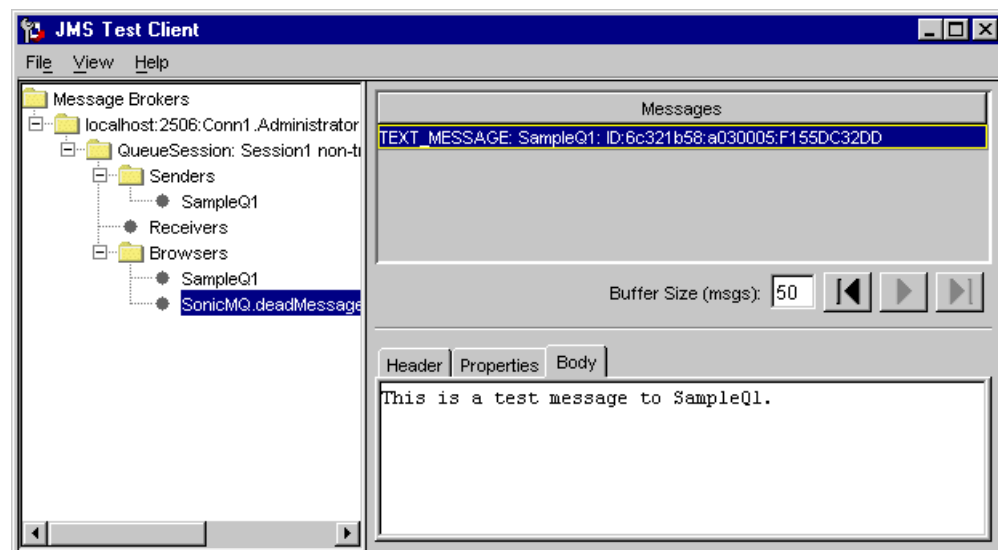 JMS Test Client
File View Help
Message Brokers
localhost:2506:Conn1.Administrator
QueueSession: Session1 non-t
Senders
SampleQ1
Receivers
Browsers
SampleQ1
SonicMQ.deadMessage
Messages
TEXT_MESSAGE: SampleQ1: ID:6c321b58:a030005:F155DC32DD
Buffer Size (msgs): 50
Header Properties Body
This is a test message to SampleQ1.